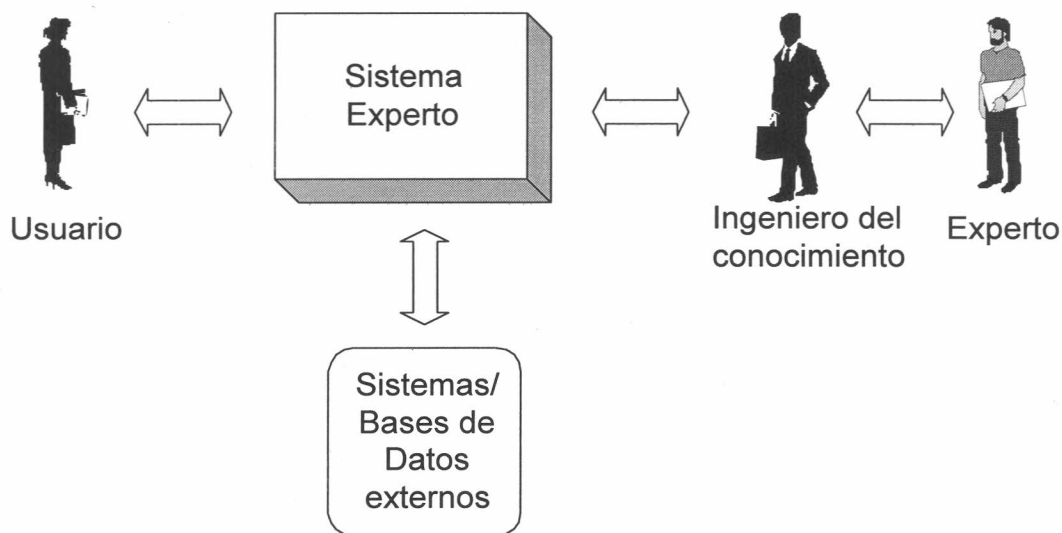 Sistema
Experto
Usuario
Ingeniero del
conocimiento
Experto
Sistemas/
Bases de
Datos
externos